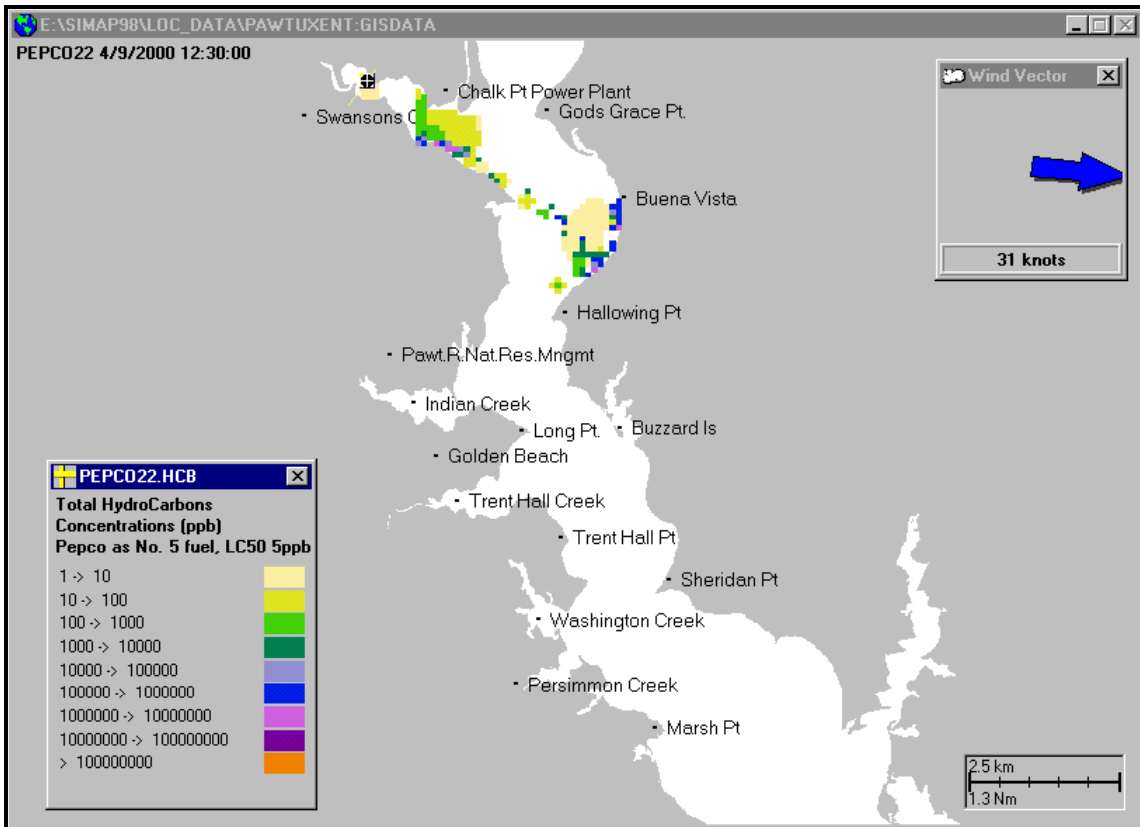 E:\SIMAP98\LOC_DATA\PAWTUXENT:GISDATA
PEPCO22 4/9/2000 12:30:00
Wind Vector
31 knots
Chalk Pt Power Plant
Swansons C
Gods Grace Pt.
Buena Vista
Hallowing Pt
Pawt.R.Nat.Res.Mngmt
Indian Creek
Long Pt.
Buzzard Is
Golden Beach
Trent Hall Creek
Trent Hall Pt
Sheridan Pt
Washington Creek
Persimmon Creek
Marsh Pt
PEPCO22.HCB
Total HydroCarbons
Concentrations (ppb)
Pepco as No. 5 fuel, LC50 5ppb
1 -> 10
10 -> 100
100 -> 1000
1000 -> 10000
10000 -> 100000
100000 -> 1000000
1000000 -> 10000000
10000000 -> 100000000
> 100000000
2.5 km
1.3 Nm